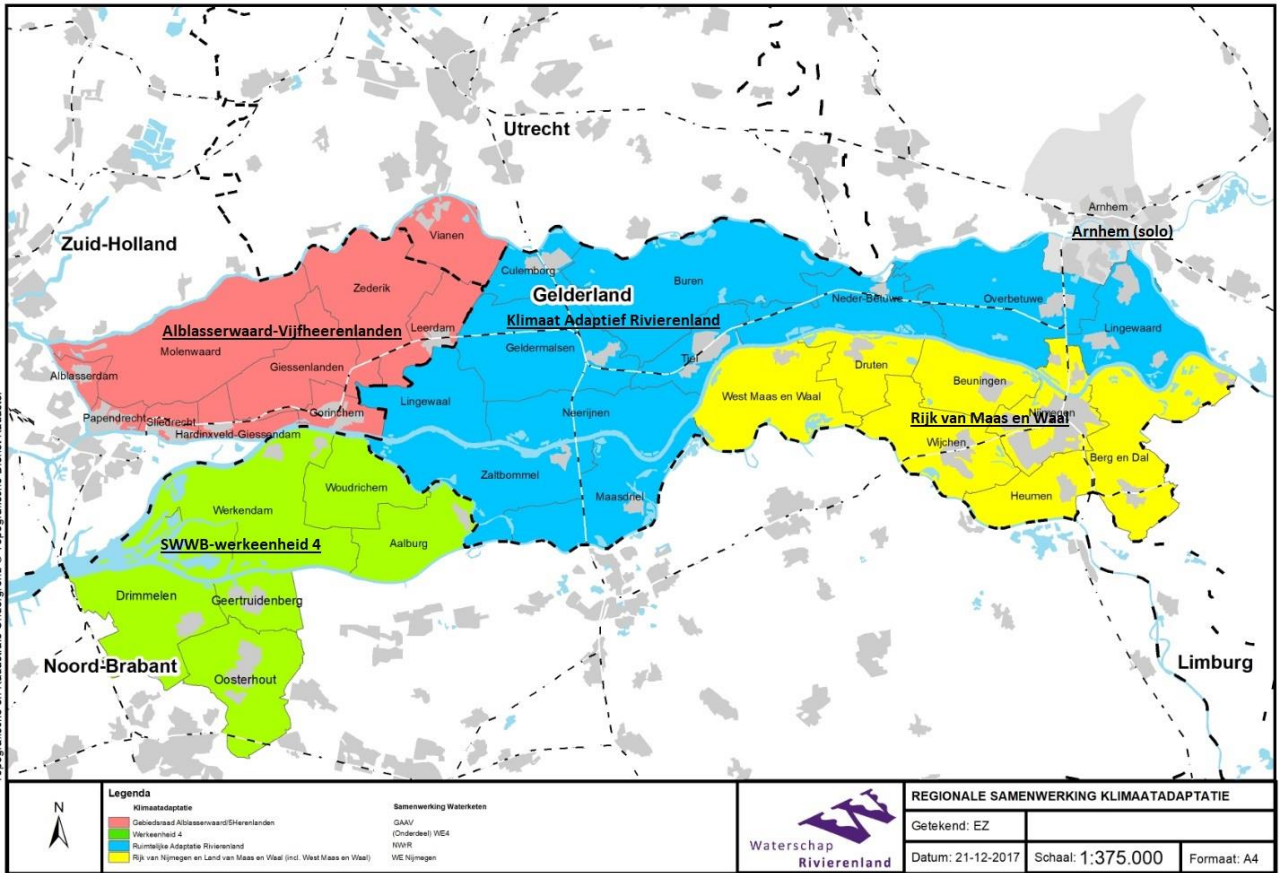 Utrecht
Zuid-Holland
Arnhem
Arnhem (solo)
Vianen
Culemborg
Buren
Zederik
Gelderland
Neder-Betuwe
Overbetuwe
Klimaat Adaptief Rivierenland
Lingewaard
Alblasserwaard-Vijfheerenlanden
Leerdam
Molenwaard
Geldermalsen
Tiel
Giessenlanden
Druten
Alblasserdam
Beuningen
West Maas en Waal
Lingewaal
Neerijnen
Papendrecht
Sliedrecht
Gorinchem
Nijmegen
Rijk van Maas en Waal
Hardinxveld-Giessendam
Wijchen
Berg en Dal
Zaltbommel
Woudrichem
Maasdriel
Heumen
Werkendam
Aalburg
SWWB-werkeenheid 4
Drimmelen
Geertruidenberg
Noord-Brabant
Limburg
Oosterhout
N
Legenda
Klimaatadaptatie
Samenwerking Waterketen
Gebiedsraad Alblasserwaard/5Herenlanden
GAAV
Werkeenheid 4
(Onderdeel) WE4
Ruimtelijke Adaptatie Rivierenland
NWrR
Rijk van Nijmegen en Land van Maas en Waal (incl. West Maas en Waal)
WE Nijmegen
Waterschap
Rivierenland
REGIONALE SAMENWERKING KLIMAATADAPTATIE
Getekend: EZ
Datum: 21-12-2017
Schaal: 1:375.000
Formaat: A4